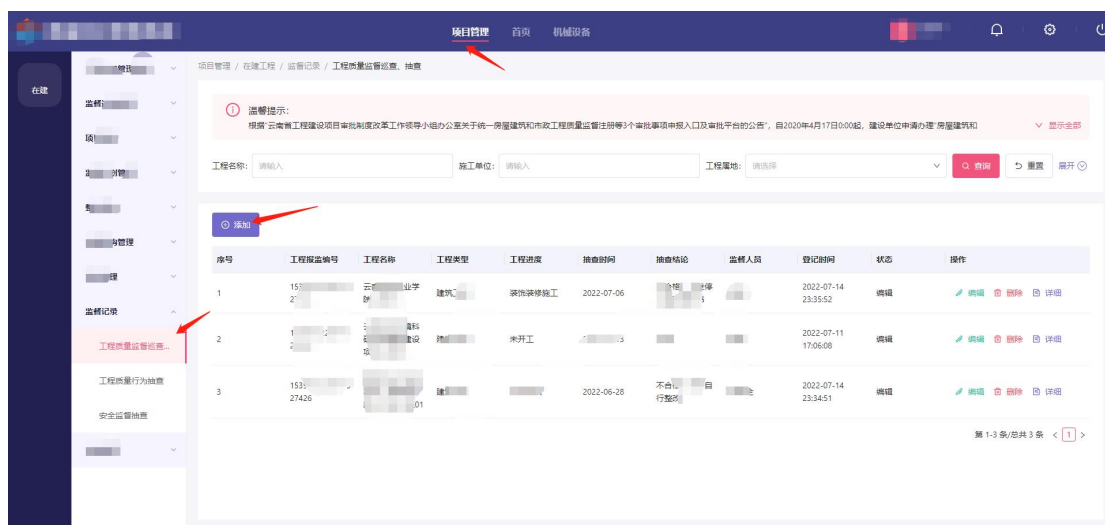 项目管理 首页 机械设备
在建
项目管理 / 在建工程 / 监督记录 / 工程质量监督巡查、抽查
温馨提示:
根据"云南省工程建设项目审批制度改革工作领导小组办公室关于统一房屋建筑和市政工程质量监督注册等3个审批事项申报入口及审批平台的公告", 自2020年4月17日0:00起, 建设单位申请办理"房屋建筑和
显示全部
工程名称: 请输入 施工单位: 请输入 工程属地: 请选择 查询 重置 展开
添加
序号 工程报监编号 工程名称 工程类型 工程进度 抽查时间 抽查结论 监督人员 登记时间 状态 操作
1 装饰装修施工 2022-07-06 2022-07-14 23:35:52 编辑 编辑 删除 详细
2 未开工 2022-07-11 17:06:08 编辑 编辑 删除 详细
3 27426 2022-06-28 行整改 2022-07-14 23:34:51 编辑 编辑 删除 详细
第 1-3 条/总共 3 条 < 1 >
管理
监督记录
工程质量监督巡查...
工程质量行为抽查
安全监督抽查